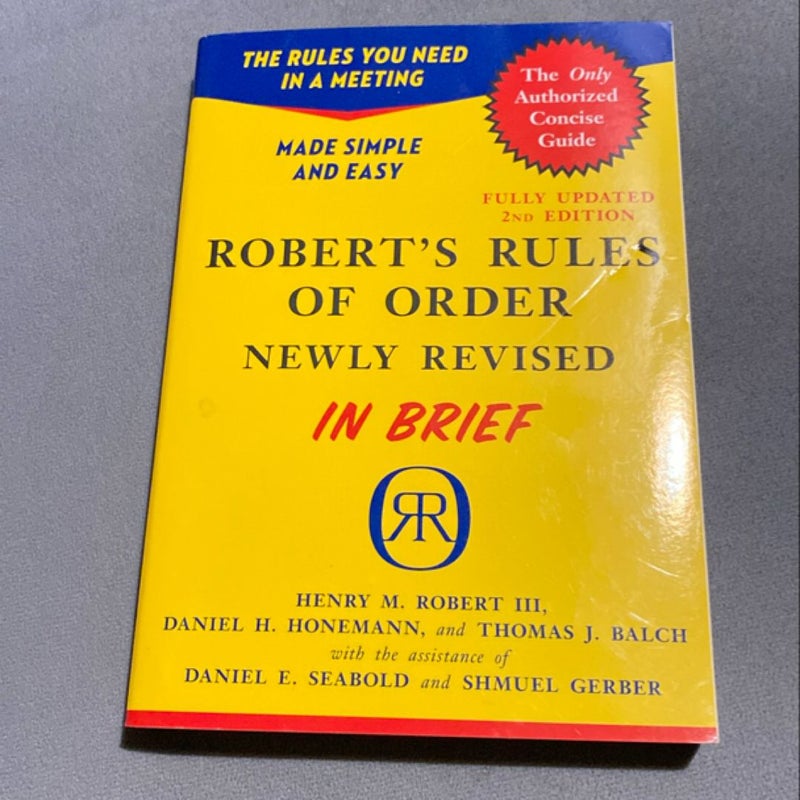 THE RULES YOU NEED
IN A MEETING
MADE SIMPLE
AND EASY
The Only
Authorized
Concise
Guide
FULLY UPDATED
2ND EDITION
ROBERT'S RULES
OF ORDER
NEWLY REVISED
IN BRIEF
RRO
HENRY M. ROBERT III,
DANIEL H. HONEMANN, and THOMAS J. BALCH
with the assistance of
DANIEL E. SEABOLD and SHMUEL GERBER